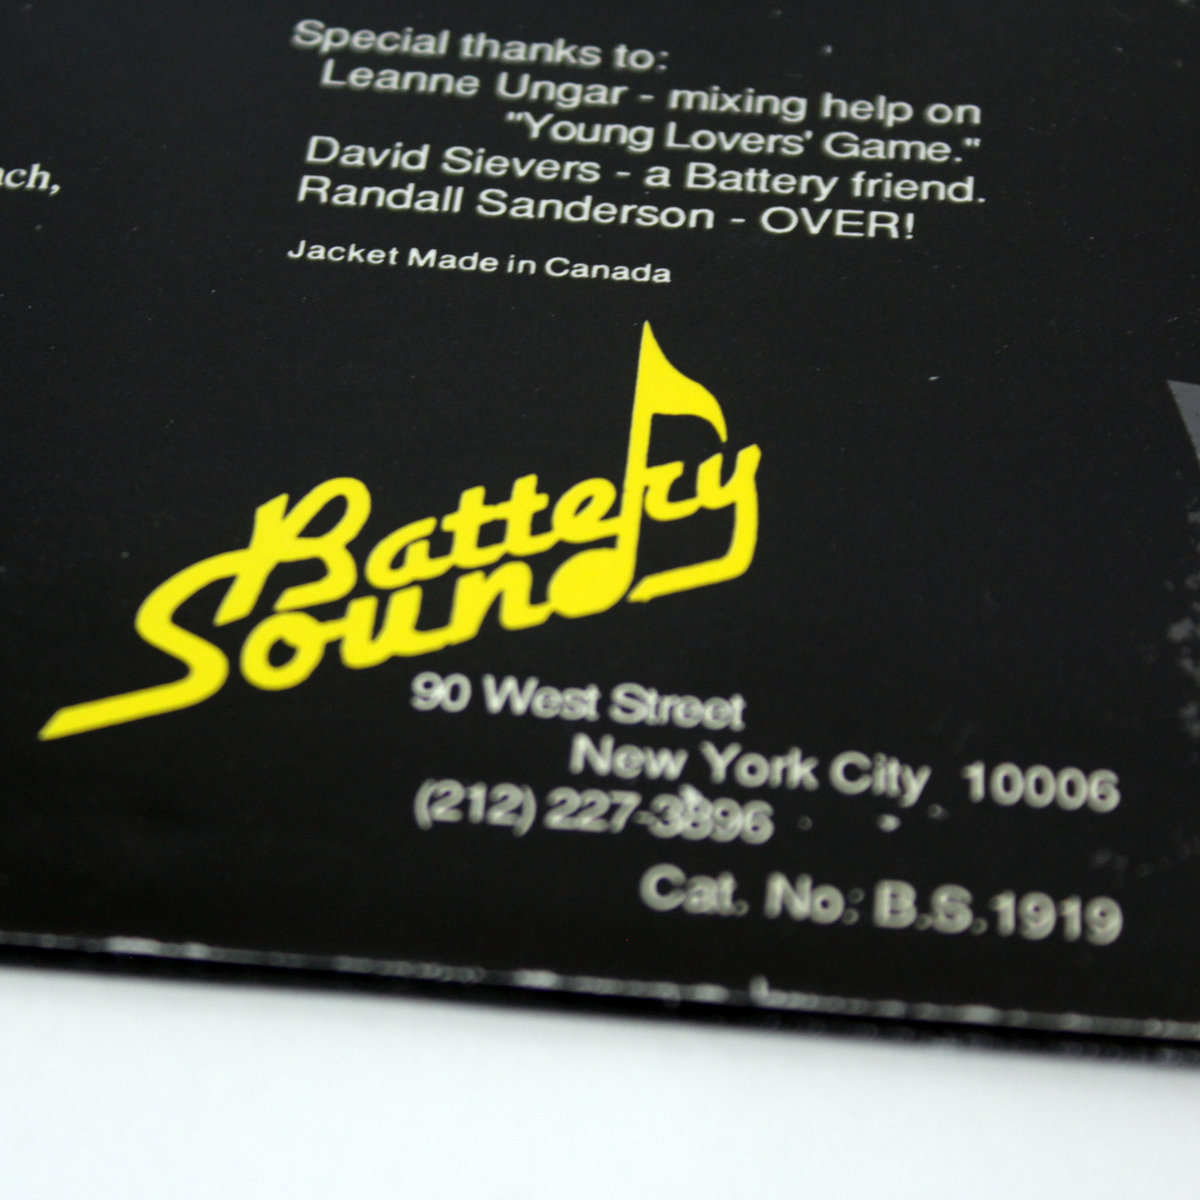 Special thanks to:
Leanne Ungar - mixing help on
"Young Lovers' Game."
ach,
David Sievers - a Battery friend.
Randall Sanderson - OVER!
Jacket Made in Canada
Battery
Sound
90 West Street
New York City 10006
(212) 227-3896
Cat. No: B.S.1919